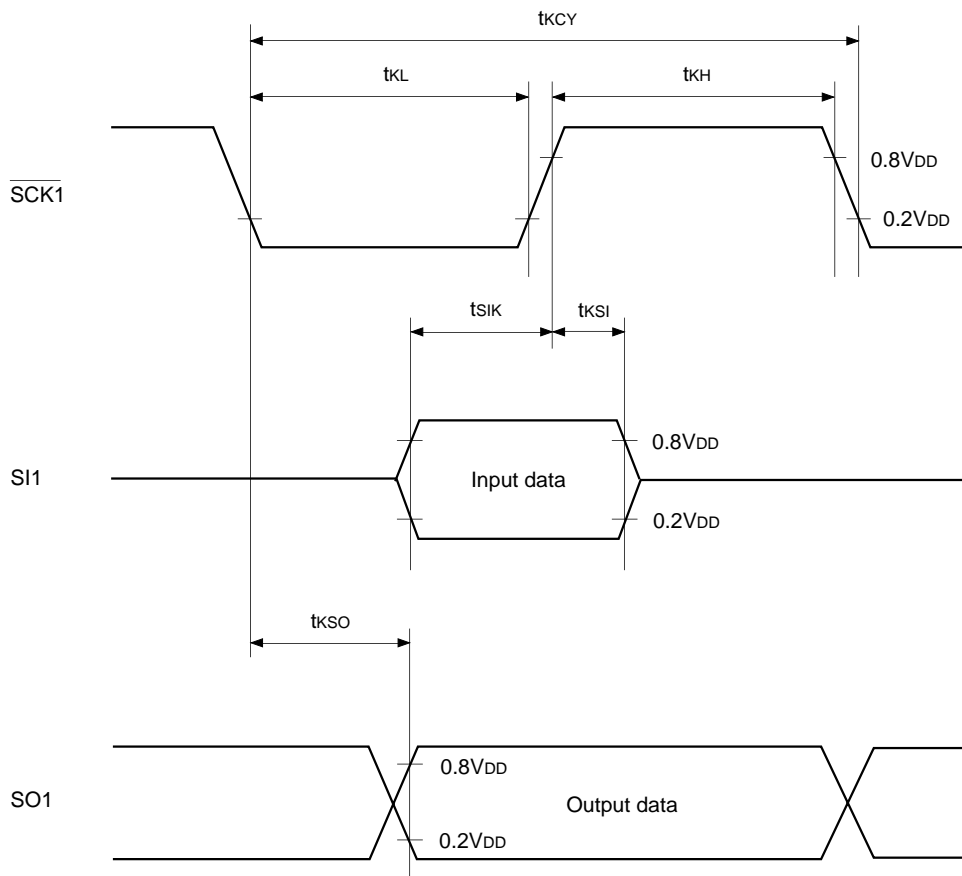 tKCY
tKL
tKH
SCK1
0.8VDD
0.2VDD
tSIK
tKSI
SI1
Input data
0.8VDD
0.2VDD
tKSO
SO1
0.8VDD
Output data
0.2VDD